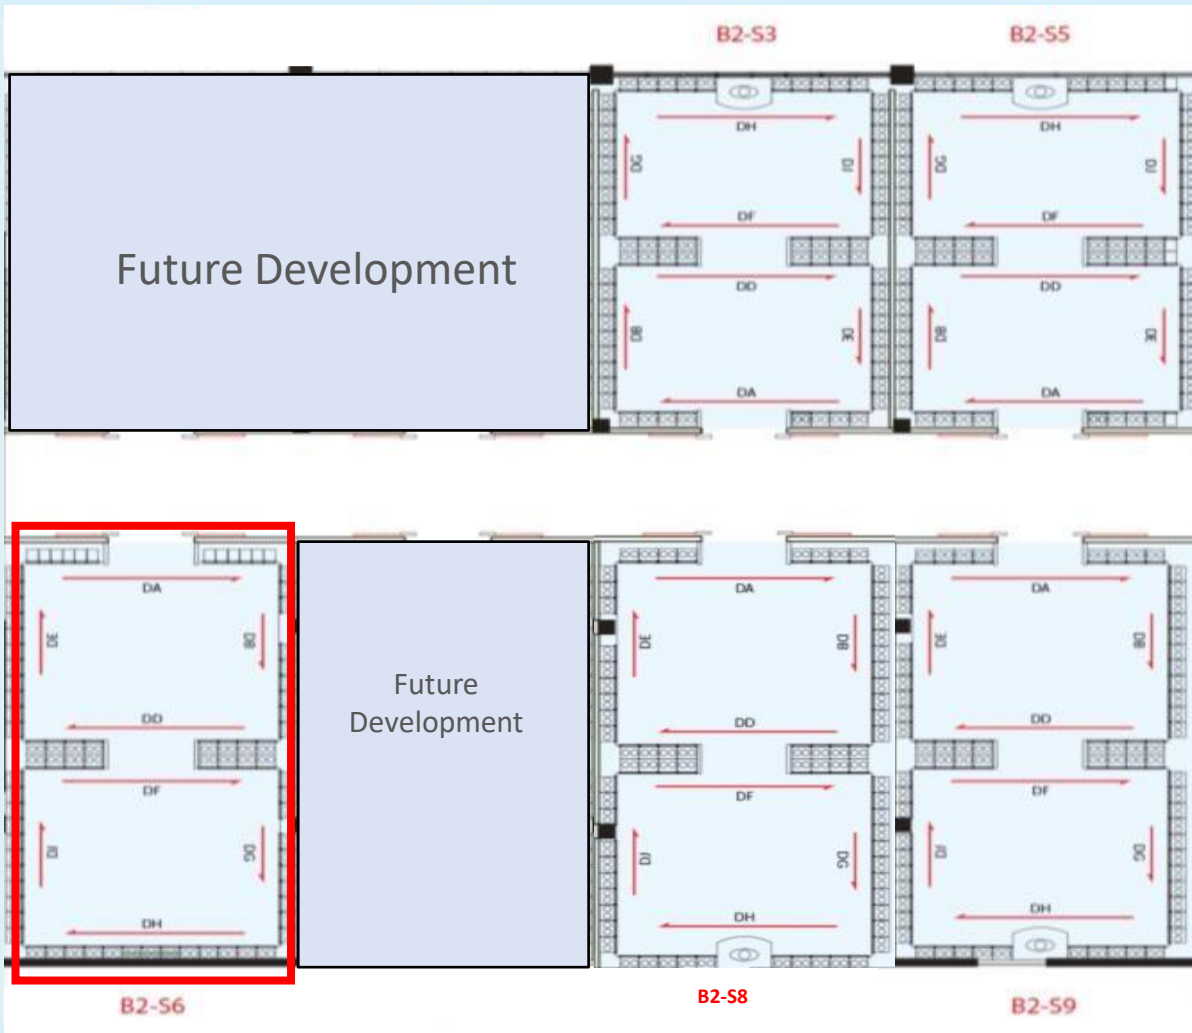 B2-S3 B2-S5
DH DH
DG DJ DG DJ
DF DF
Future Development
DD DD
DB DE DB DE
DA DA
DA DA DA
DE DB DE DB DE DB
Future
Development
DD DD DD
DF DF DF
DJ DG DJ DG DJ DG
DH DH DH
B2-S6 B2-S8 B2-S9